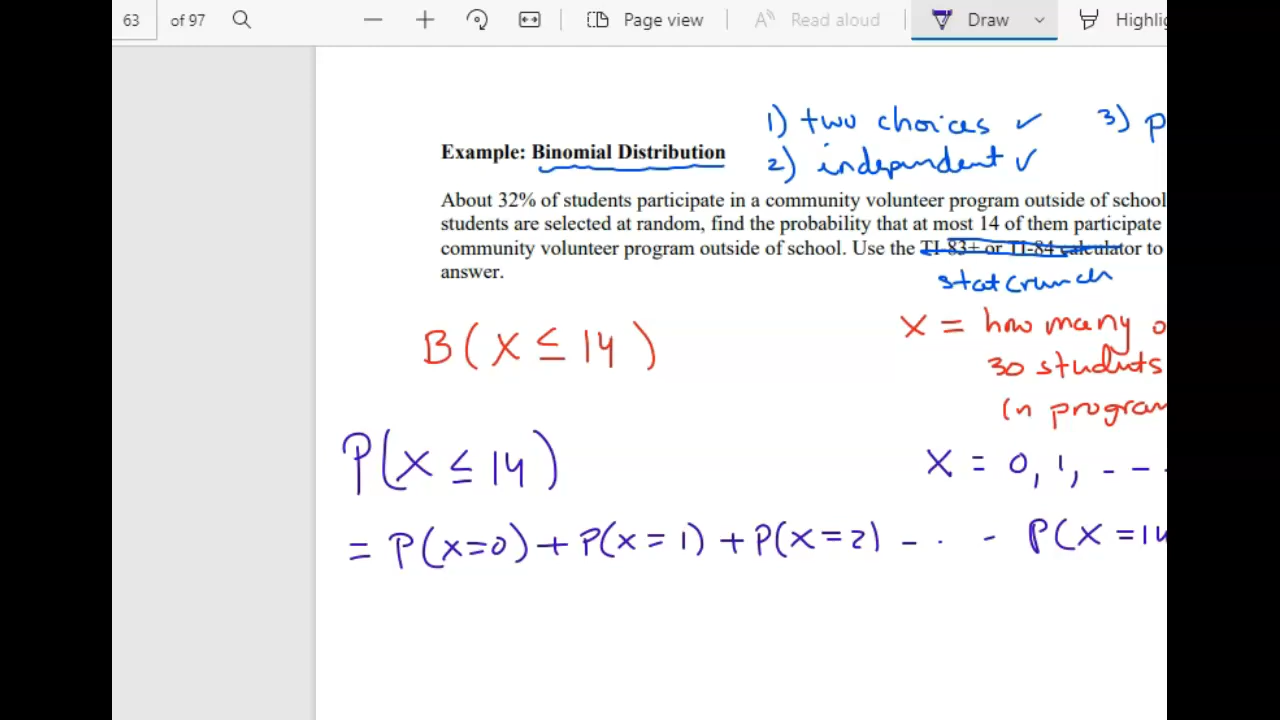 63 of 97 Page view Read aloud Draw Highlig
1) two choices ✓ 3) p
Example: Binomial Distribution
2) independent ✓
About 32% of students participate in a community volunteer program outside of school
students are selected at random, find the probability that at most 14 of them participate
community volunteer program outside of school. Use the TI-83+ or TI-84 calculator to
answer.
statcrunch
B(X ≤ 14)
X = how many o
30 students
in program
P(X ≤ 14)
X = 0, 1, - - -
= P(X=0) + P(X=1) + P(X=2) - · - P(X=14